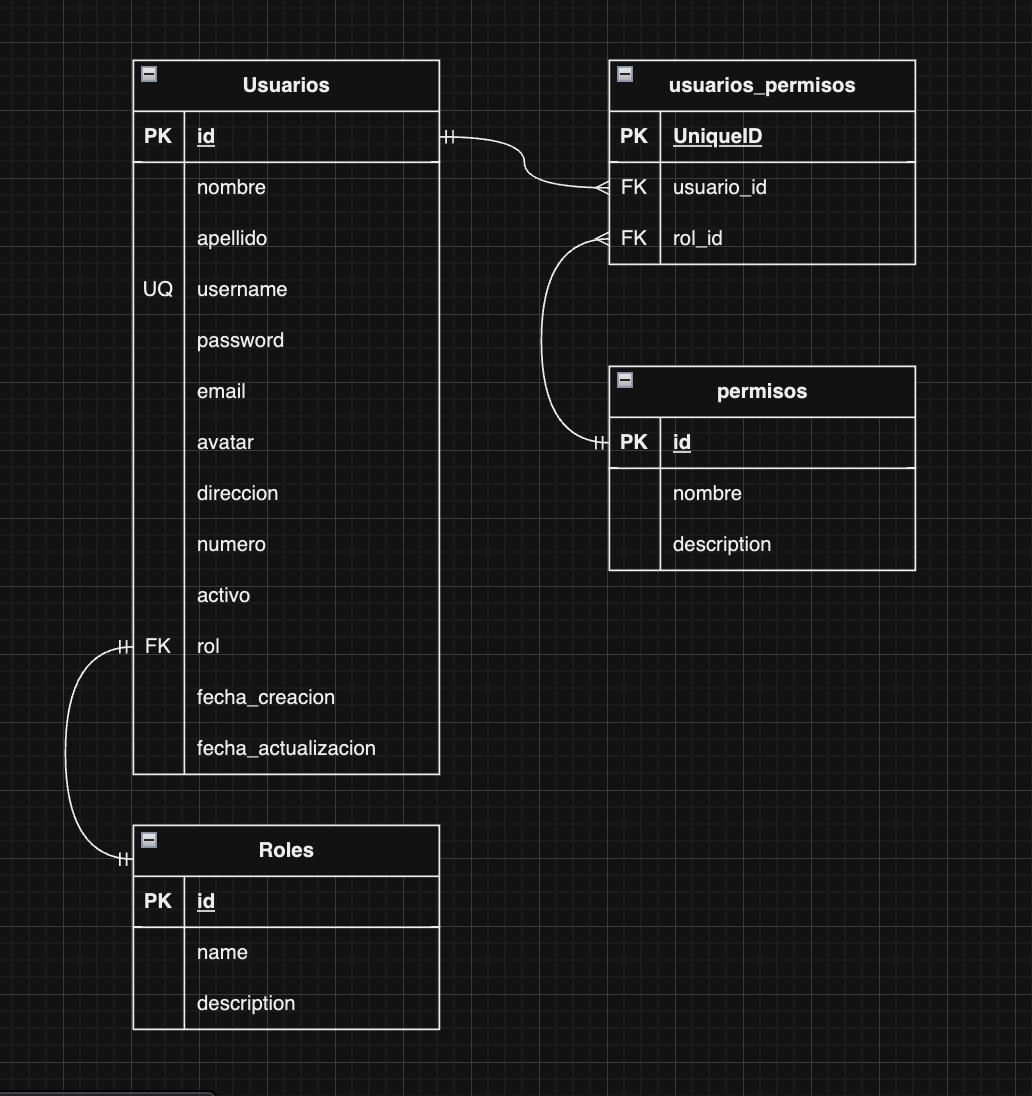 Usuarios
PK id
nombre
apellido
UQ username
password
email
avatar
direccion
numero
activo
FK rol
fecha_creacion
fecha_actualizacion
usuarios_permisos
PK UniqueID
FK usuario_id
FK rol_id
permisos
PK id
nombre
description
Roles
PK id
name
description